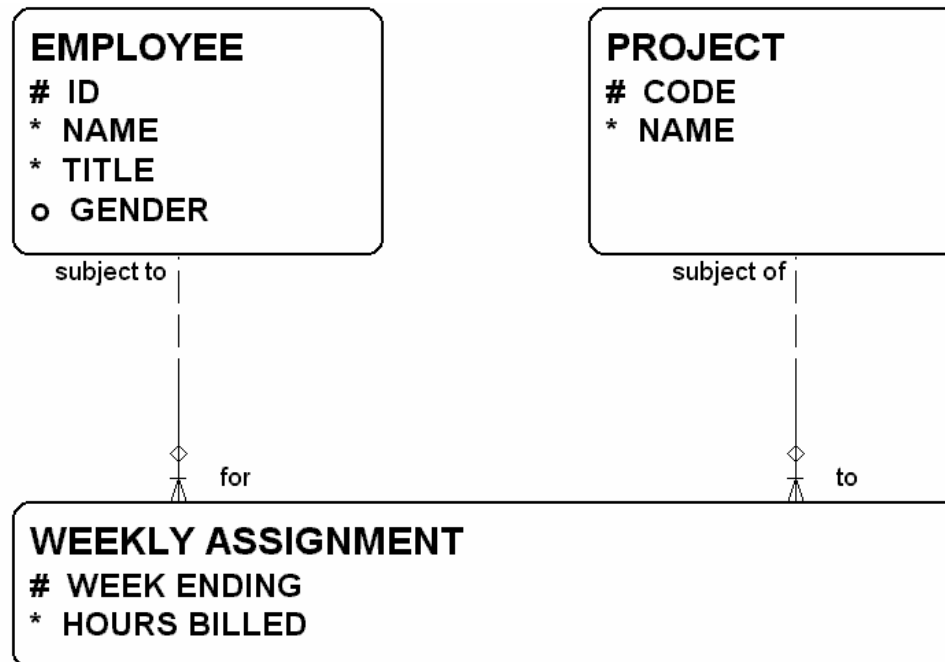 EMPLOYEE
# ID
* NAME
* TITLE
o GENDER
PROJECT
# CODE
* NAME
subject to
subject of
for
to
WEEKLY ASSIGNMENT
# WEEK ENDING
* HOURS BILLED